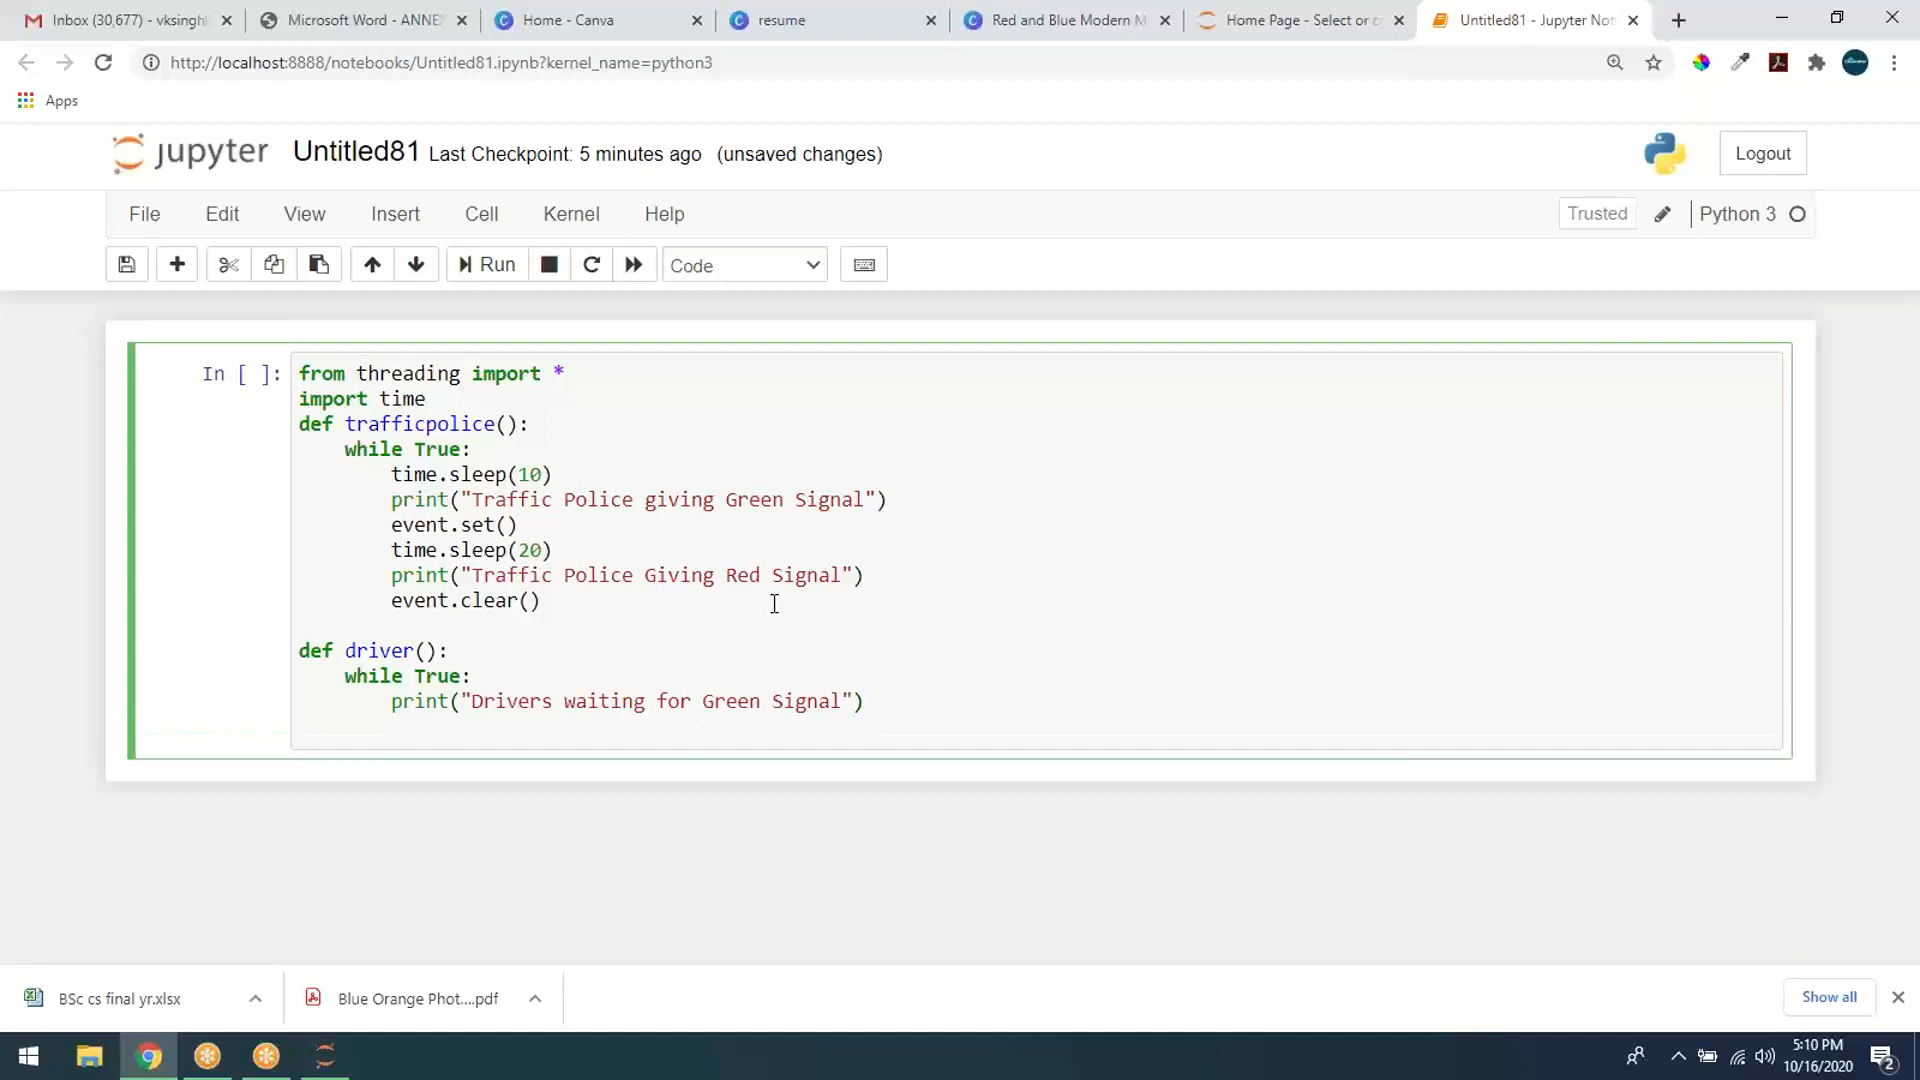 Inbox (30,677) - vksingh Microsoft Word - ANNE Home - Canva resume Red and Blue Modern M Home Page - Select or c Untitled81 - Jupyter Not
http://localhost:8888/notebooks/Untitled81.ipynb?kernel_name=python3
Apps
jupyter Untitled81 Last Checkpoint: 5 minutes ago (unsaved changes) Logout
File Edit View Insert Cell Kernel Help Trusted Python 3
Run Code
In [ ]: from threading import *
import time
def trafficpolice():
    while True:
        time.sleep(10)
        print("Traffic Police giving Green Signal")
        event.set()
        time.sleep(20)
        print("Traffic Police Giving Red Signal")
        event.clear()
def driver():
    while True:
        print("Drivers waiting for Green Signal")
BSc cs final yr.xlsx Blue Orange Phot....pdf Show all
5:10 PM
10/16/2020 2